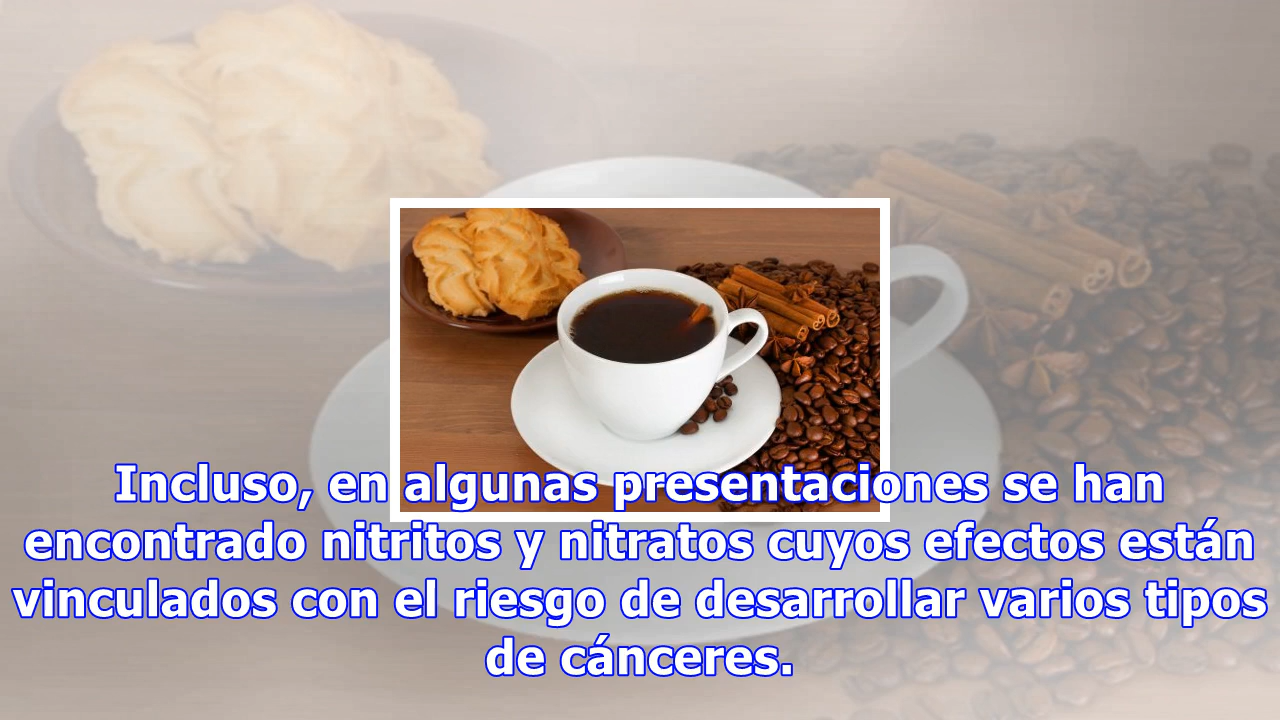 Incluso, en algunas presentaciones se han
encontrado nitritos y nitratos cuyos efectos están
vinculados con el riesgo de desarrollar varios tipos
de cánceres.